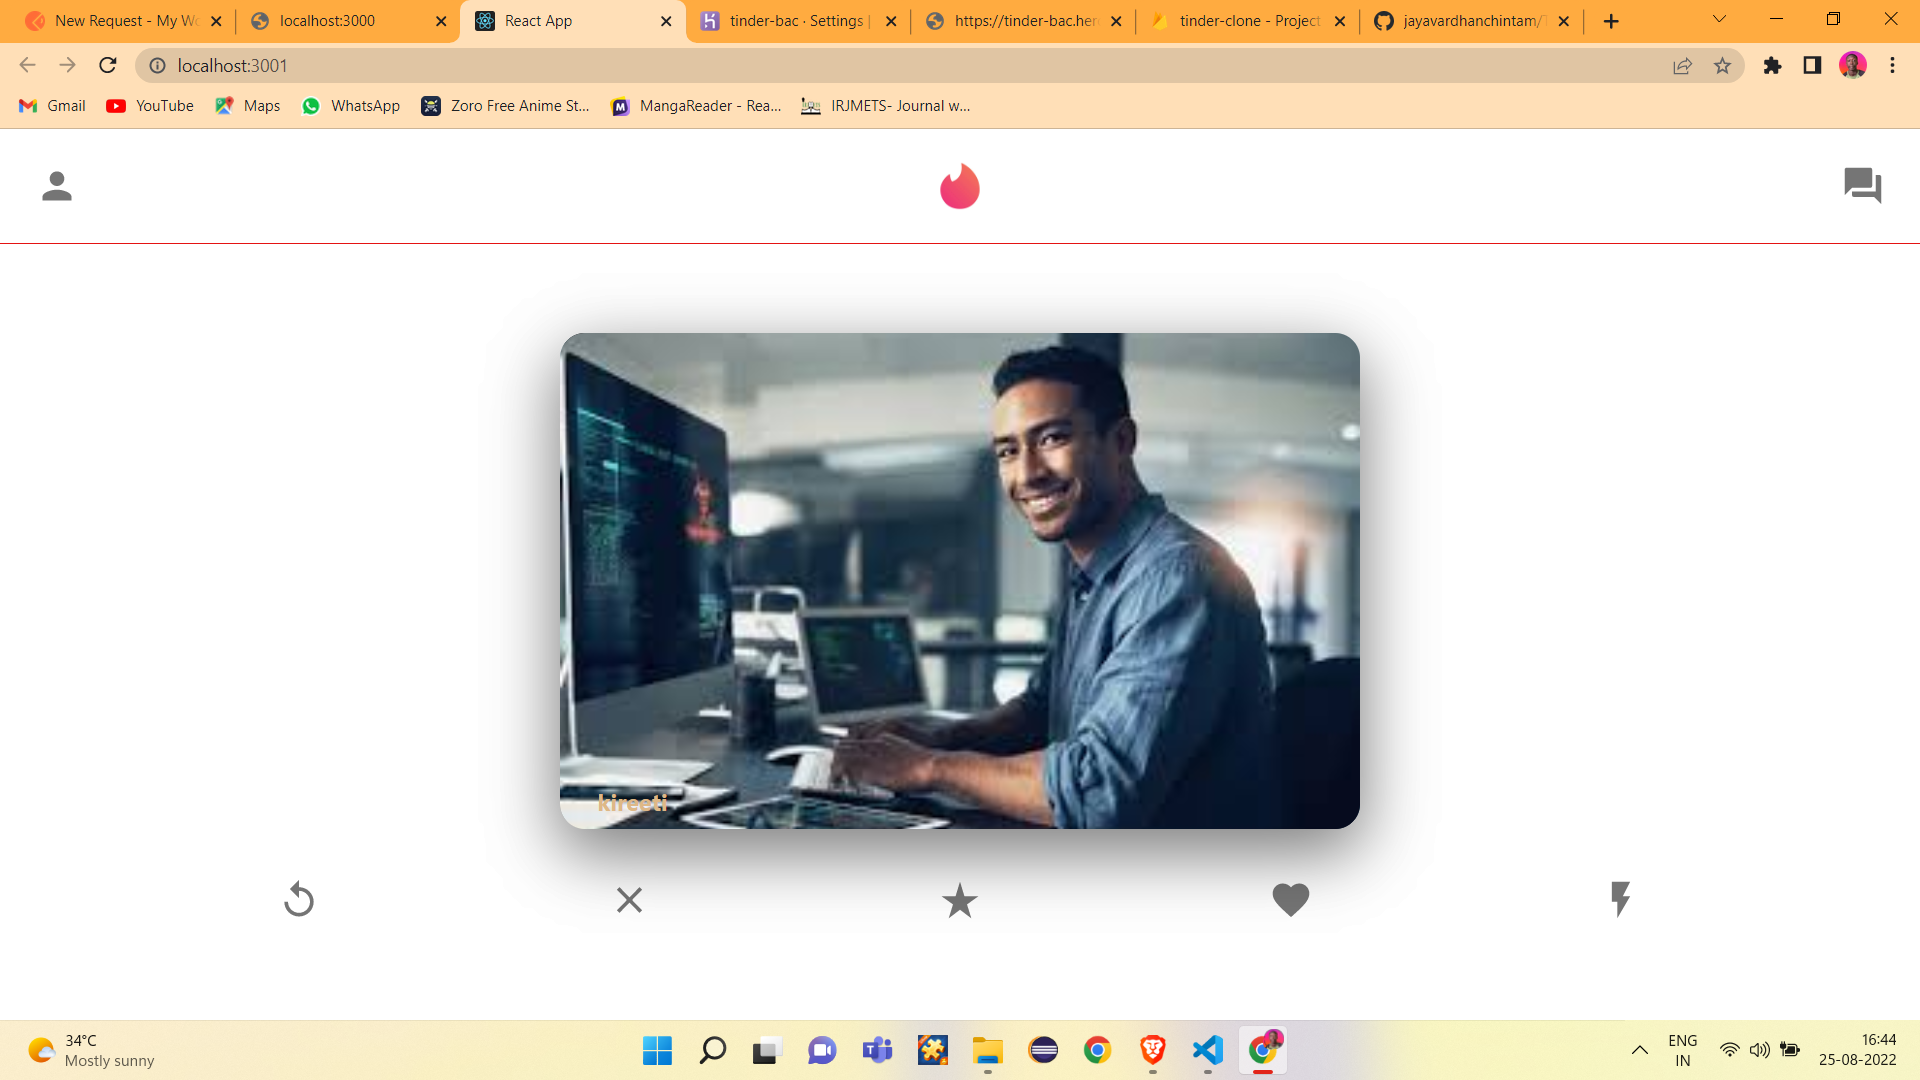 New Request - My Wo
localhost:3000
React App
tinder-bac · Settings |
https://tinder-bac.hero
tinder-clone - Project
jayavardhanchintam/T
localhost:3001
Gmail
YouTube
Maps
WhatsApp
Zoro Free Anime St...
MangaReader - Rea...
IRJMETS- Journal w...
kireeti
34°C
Mostly sunny
ENG
IN
16:44
25-08-2022